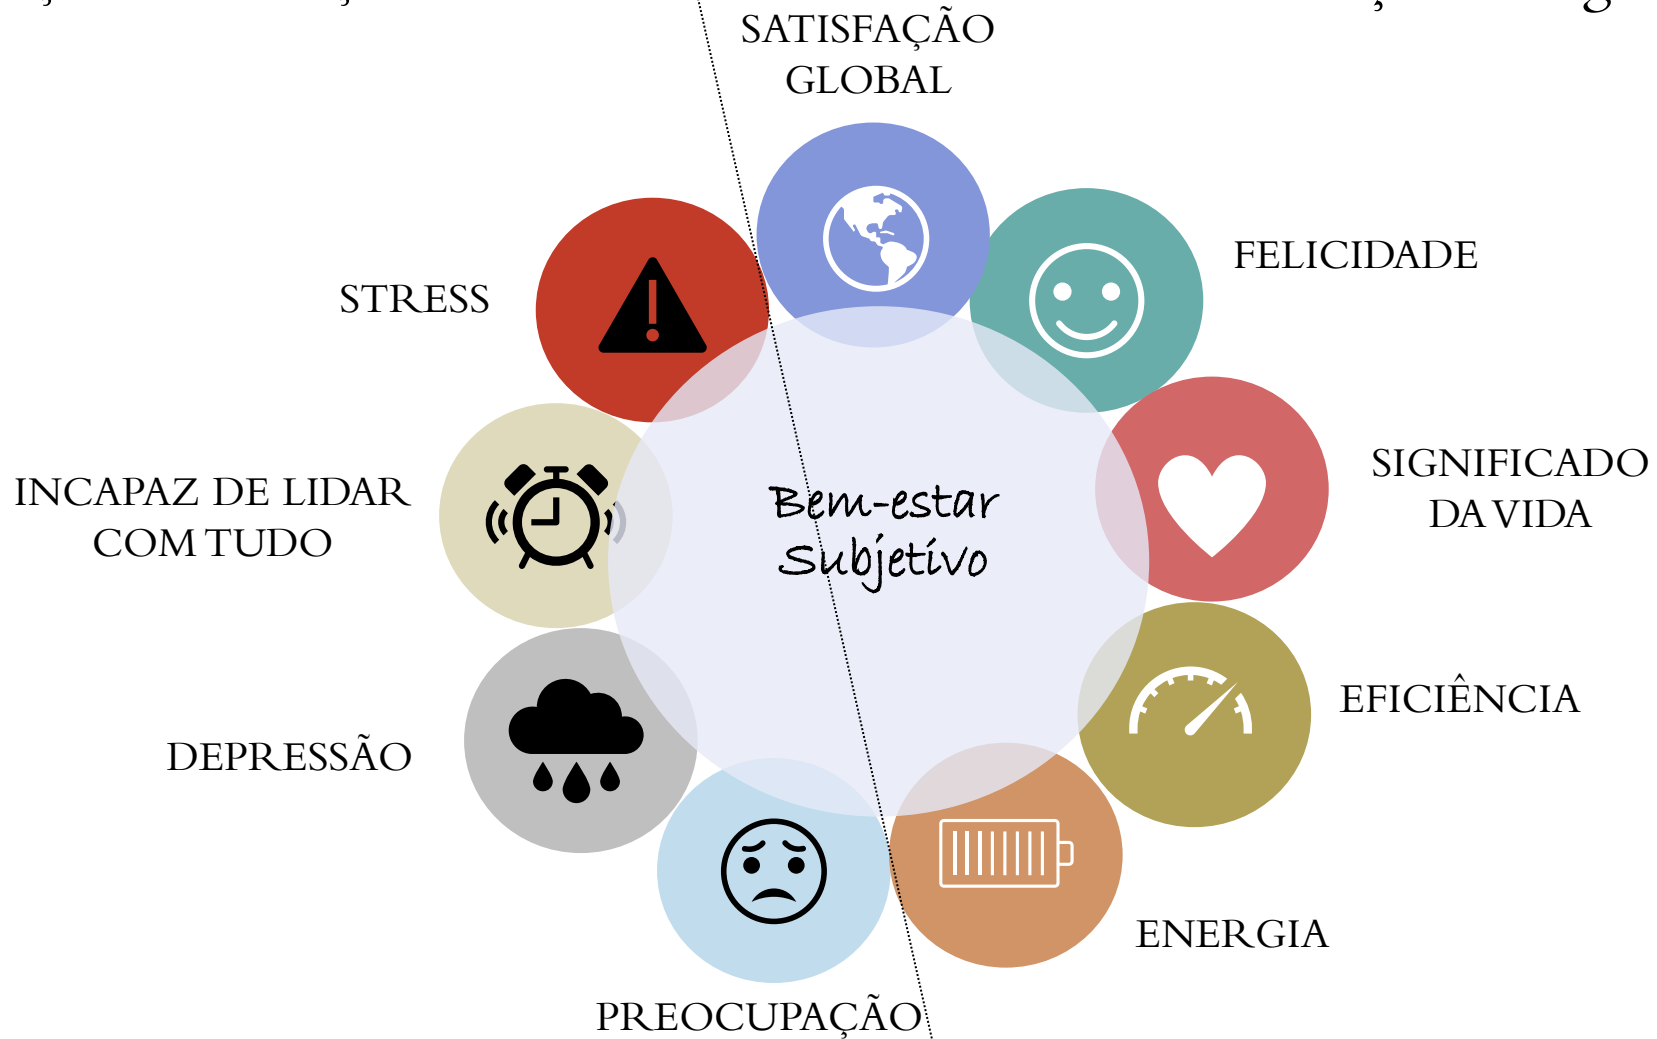 SATISFAÇÃO
GLOBAL
FELICIDADE
STRESS
SIGNIFICADO
DA VIDA
INCAPAZ DE LIDAR
COM TUDO
Bem-estar
Subjetivo
EFICIÊNCIA
DEPRESSÃO
ENERGIA
PREOCUPAÇÃO